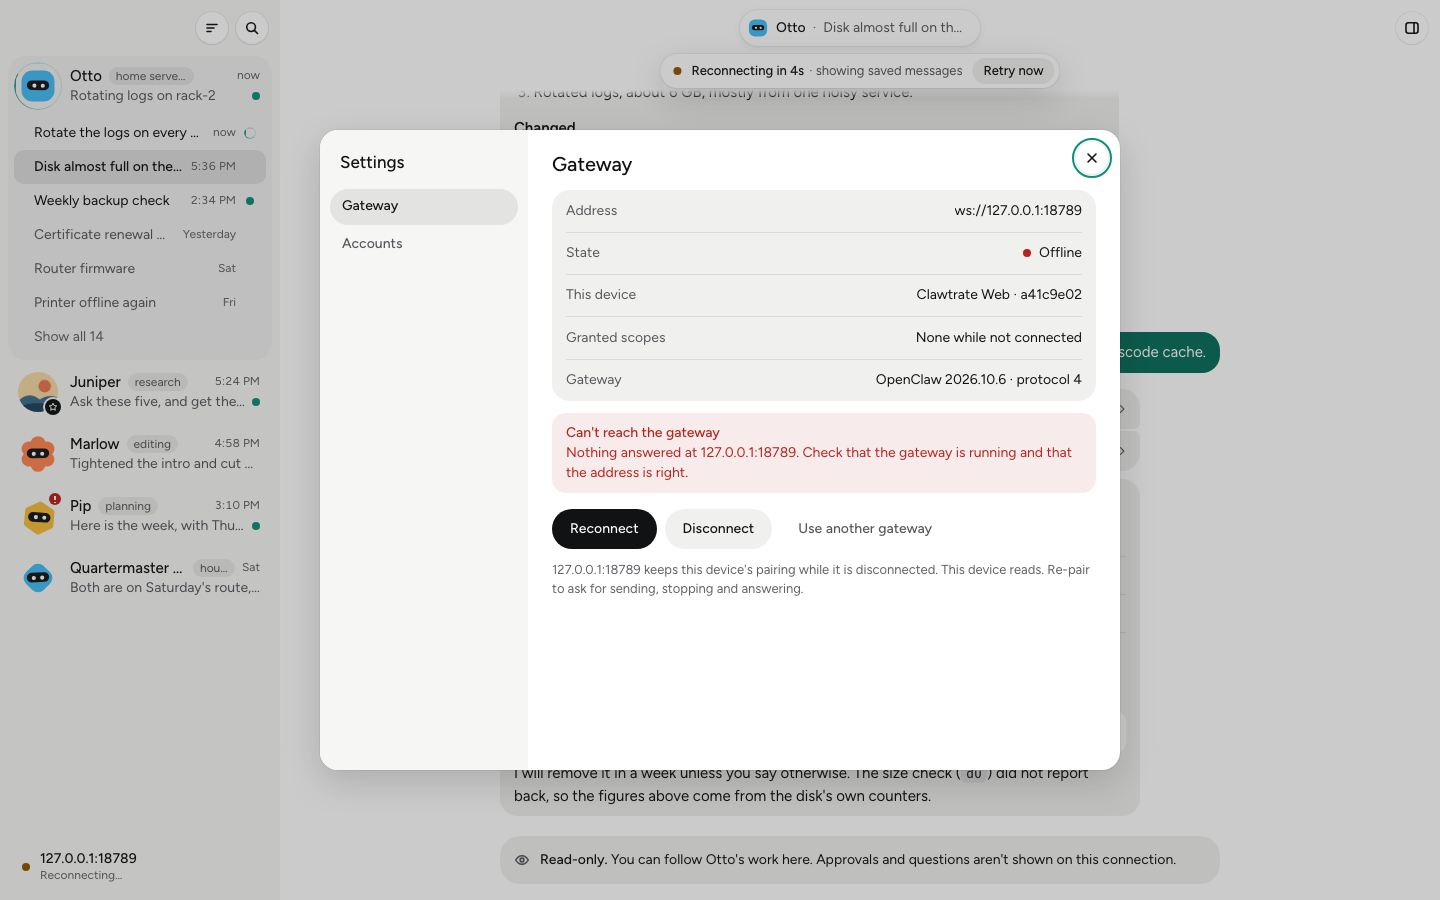 Otto
home serve...
now
Rotating logs on rack-2
Rotate the logs on every ...
now
Disk almost full on the...
5:36 PM
Weekly backup check
2:34 PM
Certificate renewal ...
Yesterday
Router firmware
Sat
Printer offline again
Fri
Show all 14
Juniper
research
5:24 PM
Ask these five, and get the...
Marlow
editing
4:58 PM
Tightened the intro and cut ...
Pip
planning
3:10 PM
Here is the week, with Thu...
Quartermaster ...
hou...
Sat
Both are on Saturday's route,...
127.0.0.1:18789
Reconnecting...
Otto · Disk almost full on th...
Reconnecting in 4s · showing saved messages
Retry now
3. Rotated logs, about 6 GB, mostly from one noisy service.
Changed
Settings
Gateway
Accounts
Gateway
Address
ws://127.0.0.1:18789
State
Offline
This device
Clawtrate Web · a41c9e02
Granted scopes
None while not connected
Gateway
OpenClaw 2026.10.6 · protocol 4
Can't reach the gateway
Nothing answered at 127.0.0.1:18789. Check that the gateway is running and that
the address is right.
Reconnect
Disconnect
Use another gateway
127.0.0.1:18789 keeps this device's pairing while it is disconnected. This device reads. Re-pair
to ask for sending, stopping and answering.
scode cache.
I will remove it in a week unless you say otherwise. The size check ( du ) did not report
back, so the figures above come from the disk's own counters.
Read-only. You can follow Otto's work here. Approvals and questions aren't shown on this connection.